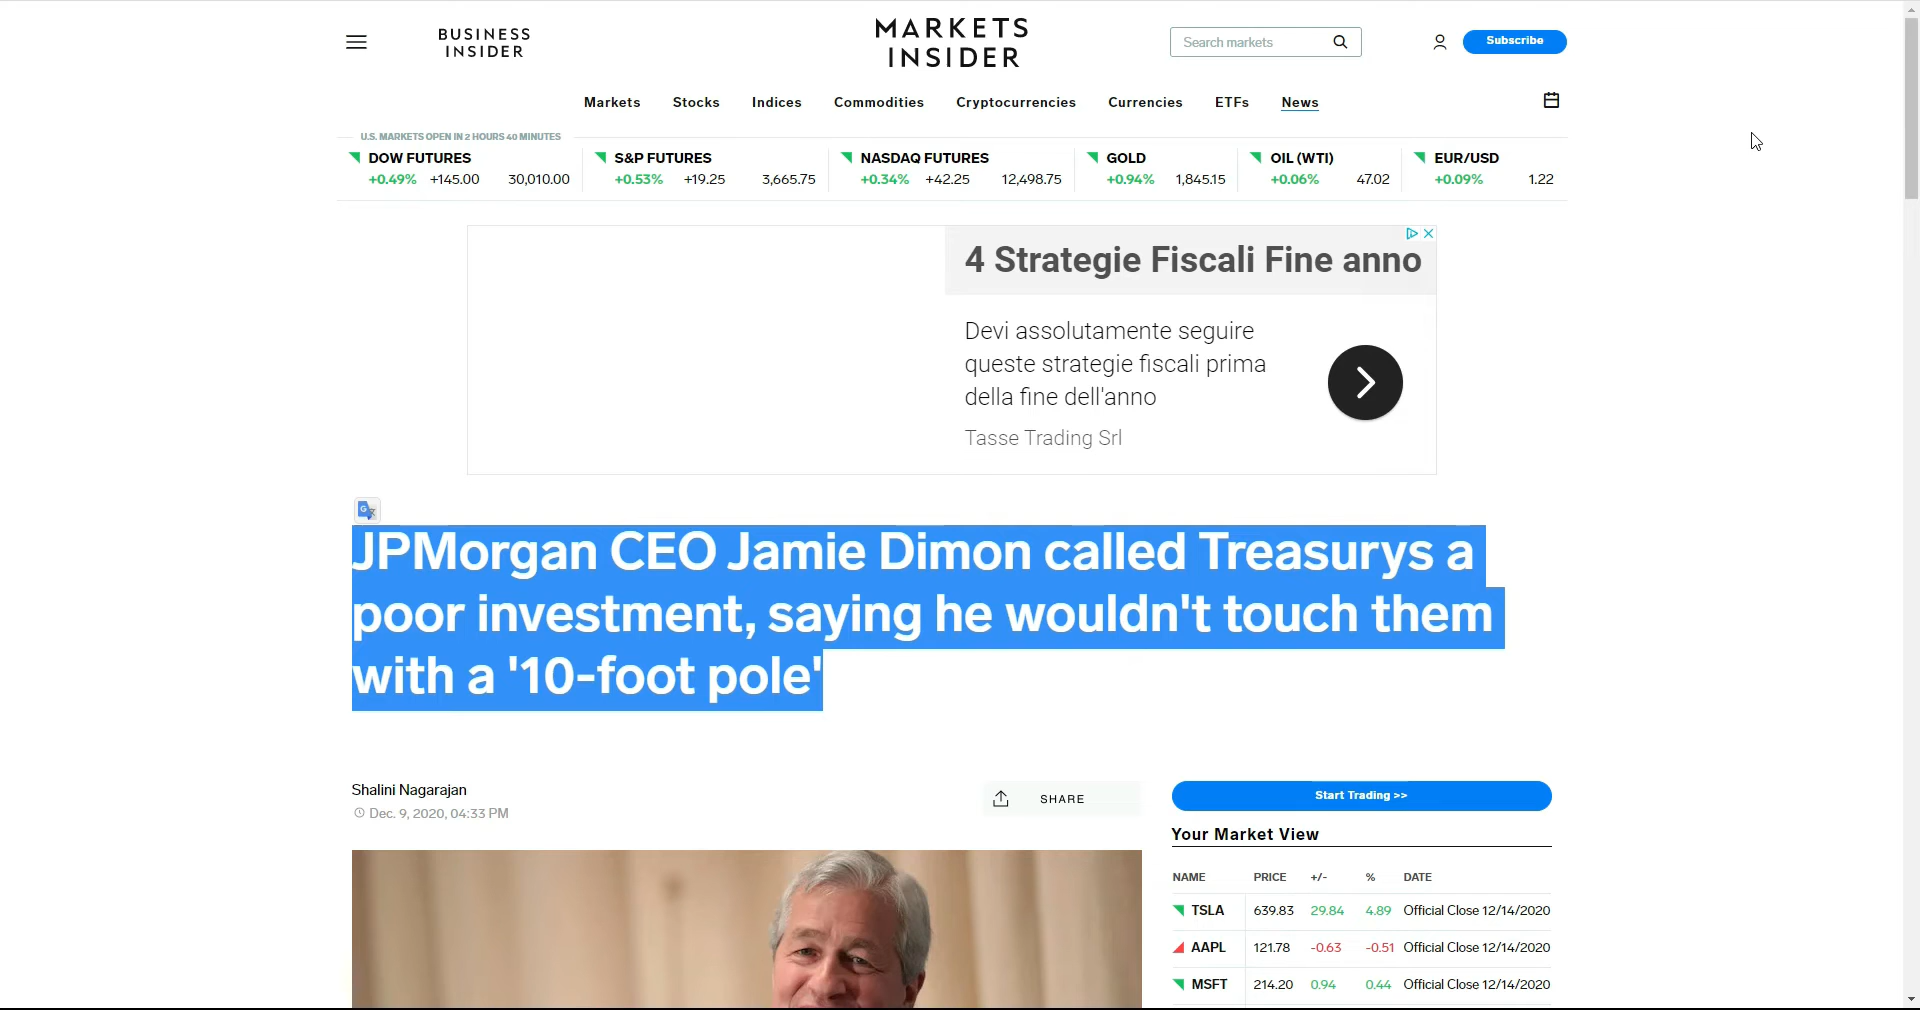 BUSINESS
INSIDER
MARKETS
INSIDER
Search markets
Subscribe
Markets Stocks Indices Commodities Cryptocurrencies Currencies ETFs News
U.S. MARKETS OPEN IN 2 HOURS 40 MINUTES
DOW FUTURES
+0.49% +145.00 30,010.00
S&P FUTURES
+0.53% +19.25 3,665.75
NASDAQ FUTURES
+0.34% +42.25 12,498.75
GOLD
+0.94% 1,845.15
OIL (WTI)
+0.06% 47.02
EUR/USD
+0.09% 1.22
4 Strategie Fiscali Fine anno
Devi assolutamente seguire
queste strategie fiscali prima
della fine dell'anno
Tasse Trading Srl
JPMorgan CEO Jamie Dimon called Treasurys a
poor investment, saying he wouldn't touch them
with a '10-foot pole'
Shalini Nagarajan
Dec. 9, 2020, 04:33 PM
SHARE
Start Trading >>
Your Market View
NAME PRICE +/- % DATE
TSLA 639.83 29.84 4.89 Official Close 12/14/2020
AAPL 121.78 -0.63 -0.51 Official Close 12/14/2020
MSFT 214.20 0.94 0.44 Official Close 12/14/2020